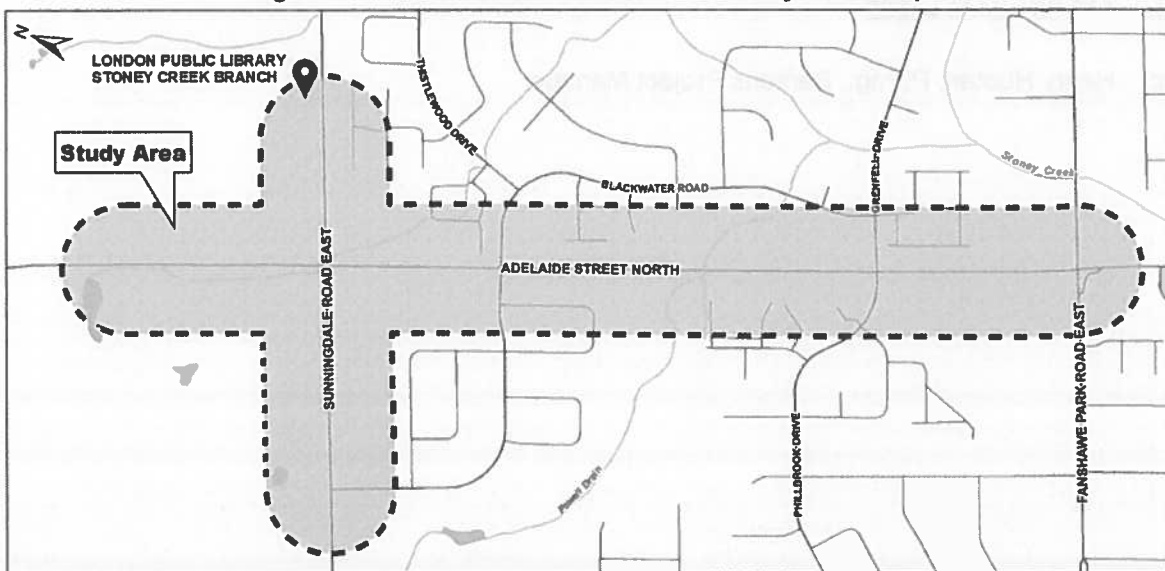 N
LONDON PUBLIC LIBRARY
STONEY CREEK BRANCH
Study Area
THISTLEWOOD DRIVE
BLACKWATER ROAD
GRENFELL DRIVE
Stoney Creek
SUNNINGDALE ROAD EAST
ADELAIDE STREET NORTH
FANSHAWE PARK ROAD EAST
PHILLBROOK DRIVE
Powell Drain